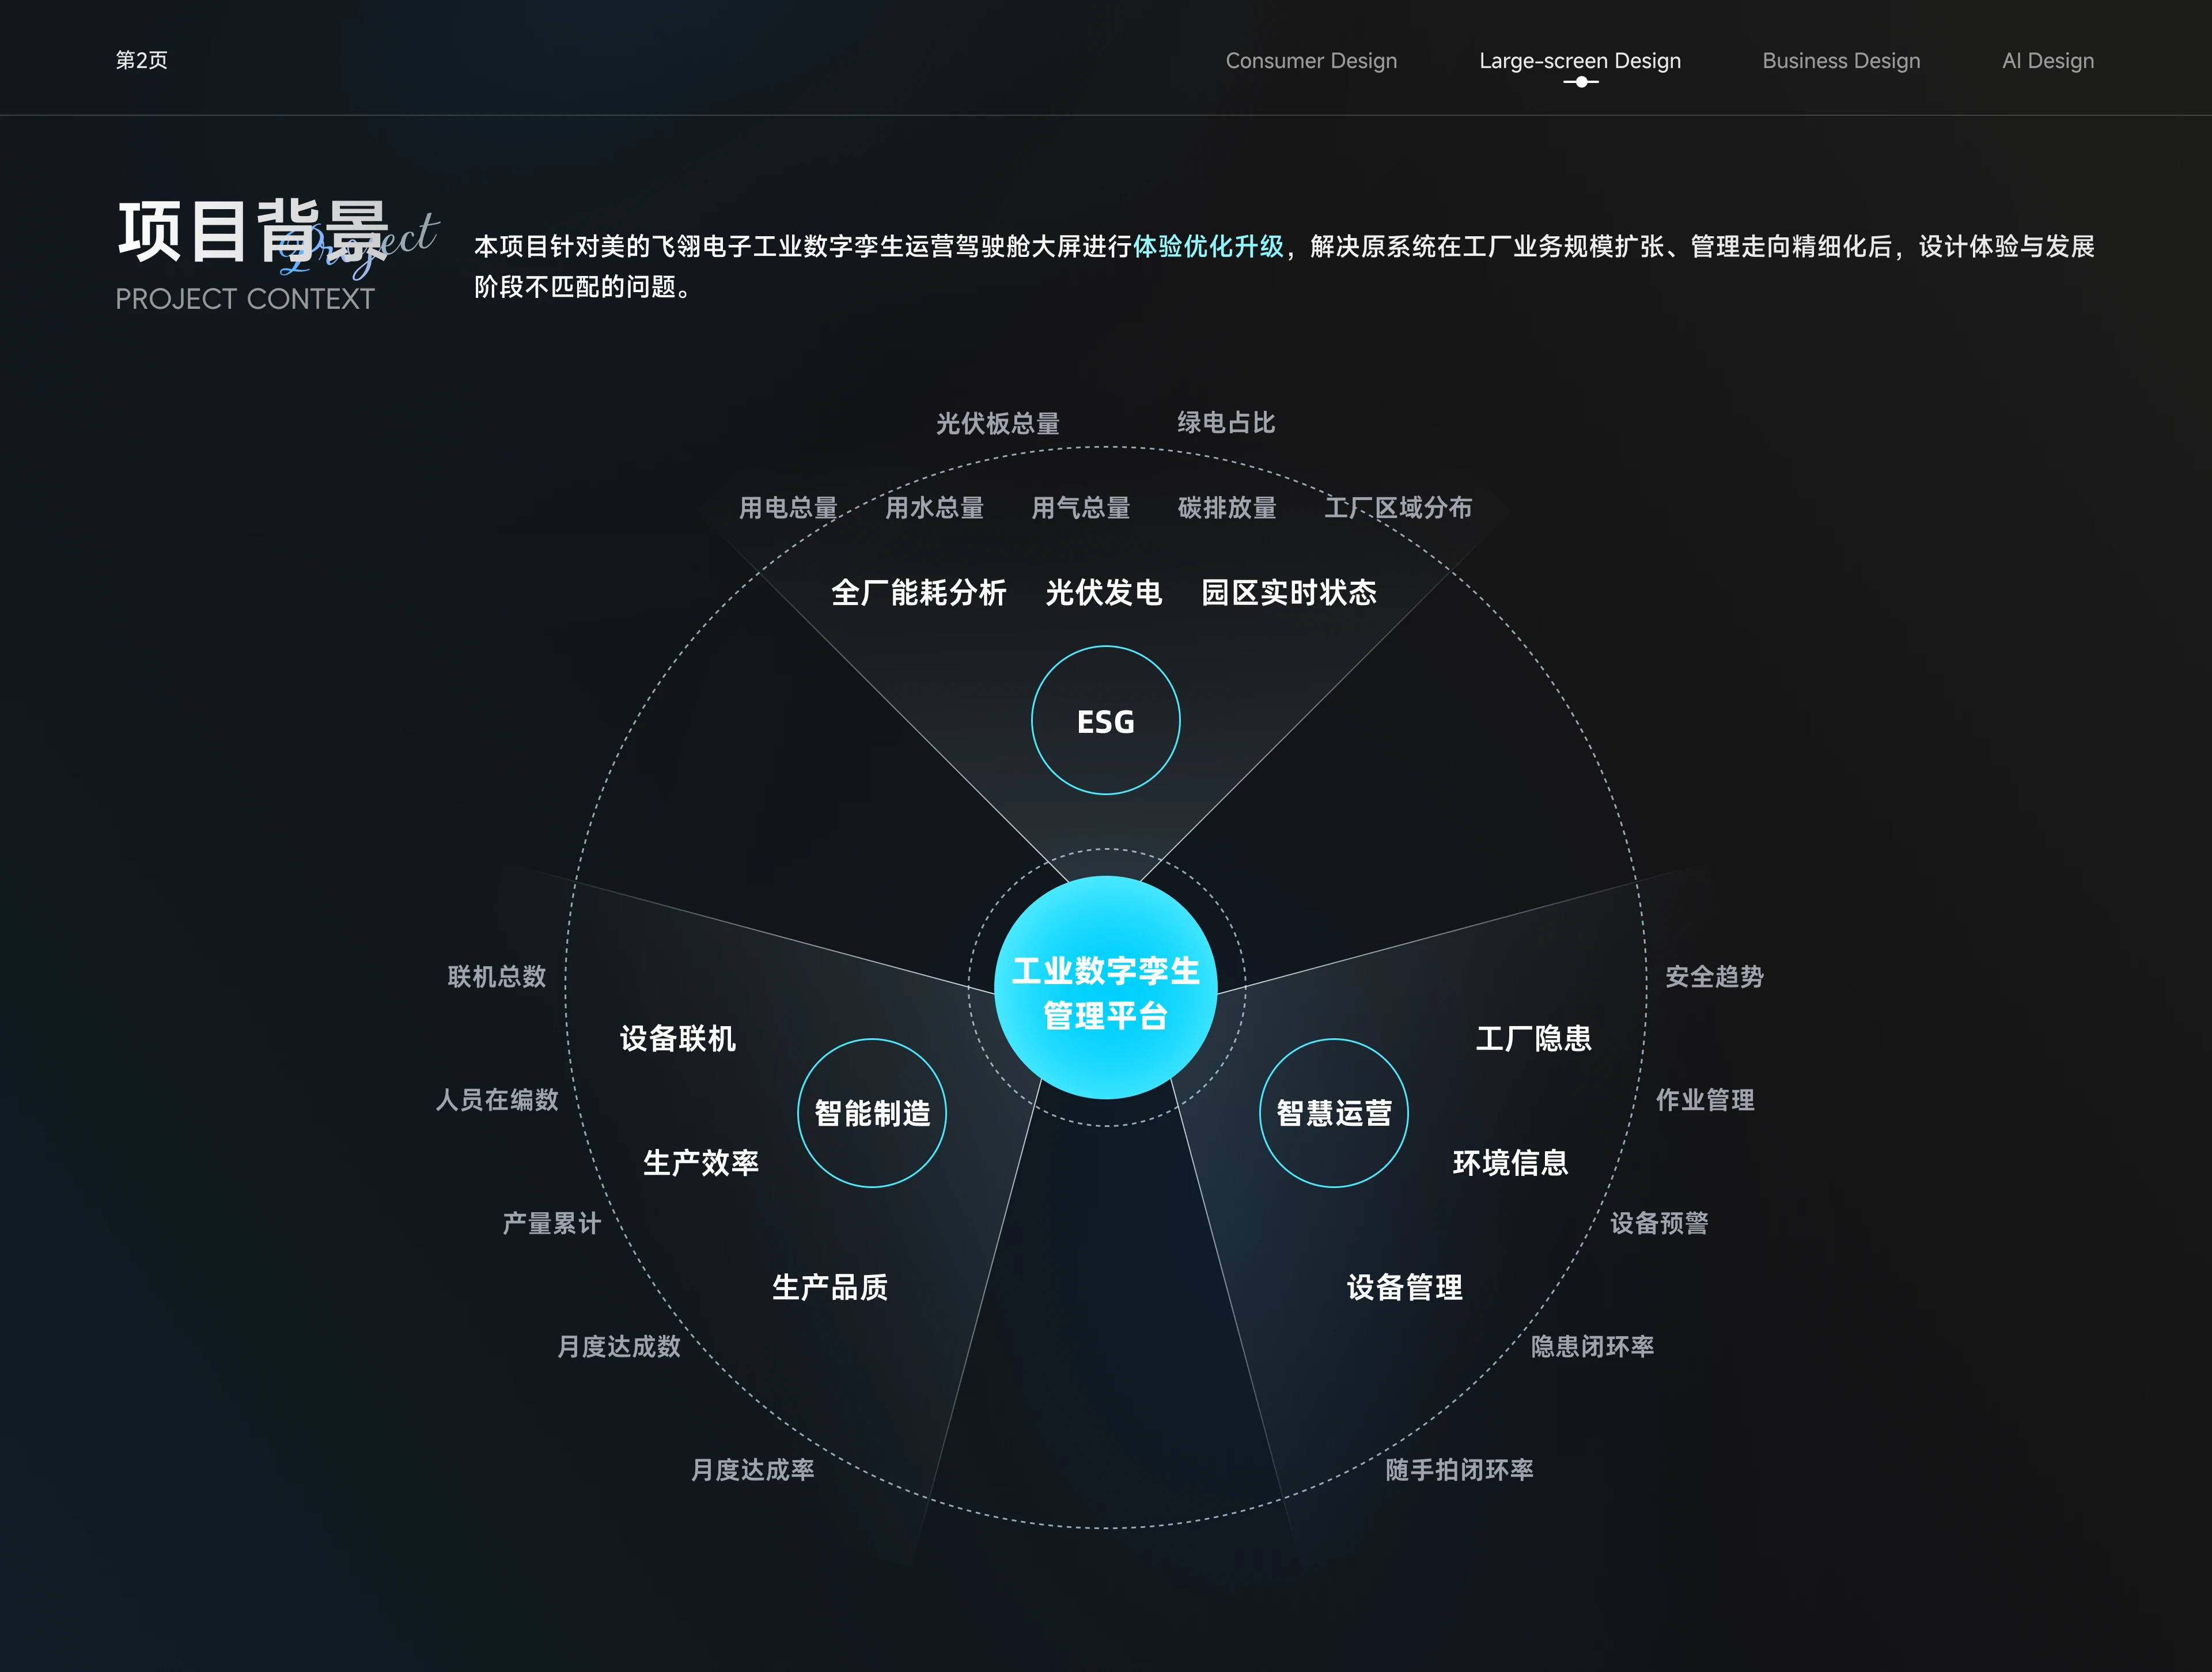 第2页
Consumer Design
Large-screen Design
Business Design
AI Design
项目背景
Project
PROJECT CONTEXT
本项目针对美的飞翎电子工业数字孪生运营驾驶舱大屏进行体验优化升级，解决原系统在工厂业务规模扩张、管理走向精细化后，设计体验与发展
阶段不匹配的问题。
光伏板总量
绿电占比
用电总量
用水总量
用气总量
碳排放量
工厂区域分布
全厂能耗分析
光伏发电
园区实时状态
ESG
工业数字孪生
管理平台
联机总数
设备联机
人员在编数
智能制造
生产效率
产量累计
生产品质
月度达成数
月度达成率
安全趋势
工厂隐患
作业管理
智慧运营
环境信息
设备预警
设备管理
隐患闭环率
随手拍闭环率